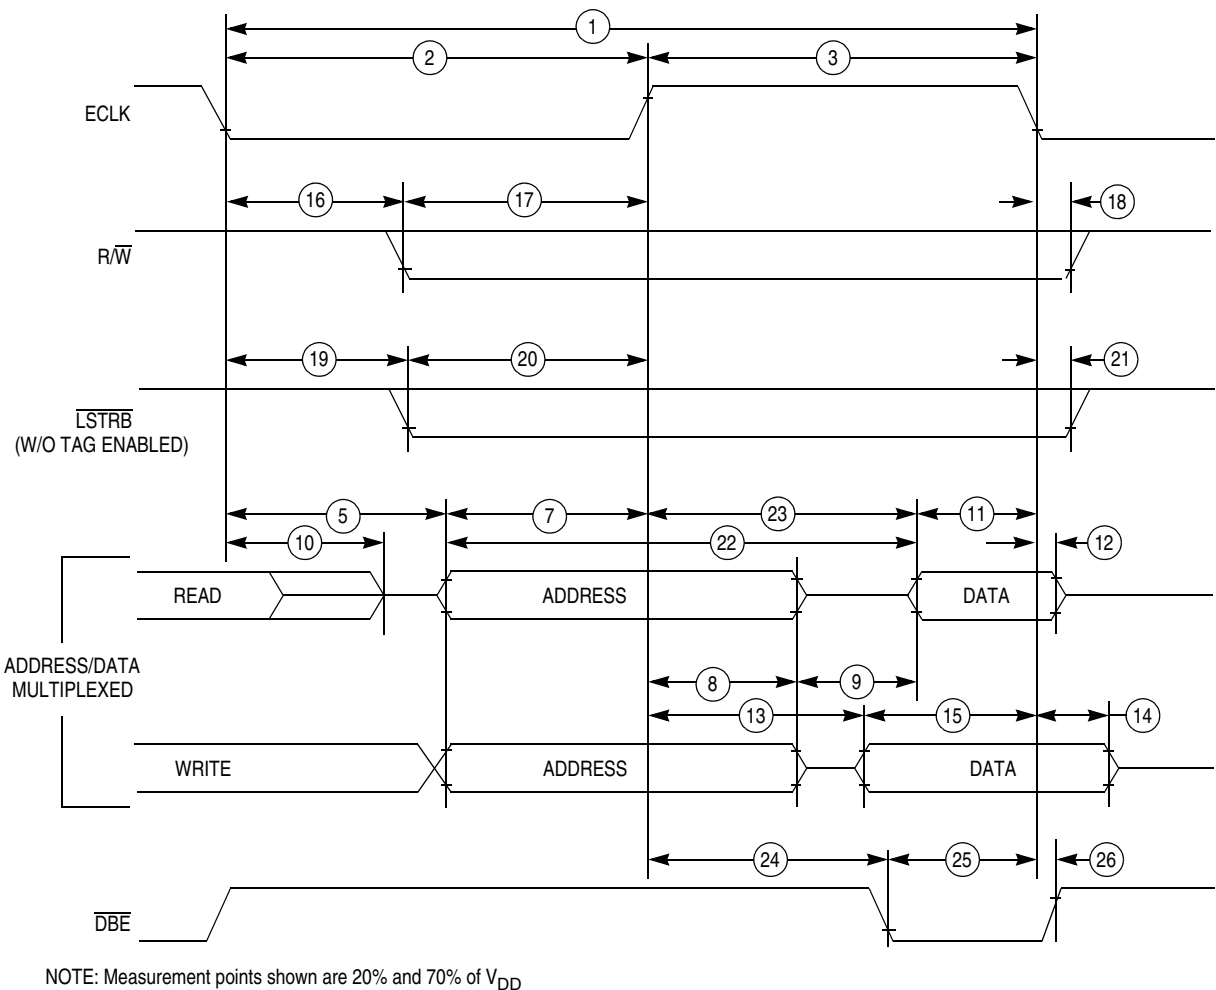 1
2
3
ECLK
16
17
18
R/W̅
19
20
21
L̅S̅T̅R̅B̅
(W/O TAG ENABLED)
5
7
23
11
10
22
12
READ
ADDRESS
DATA
ADDRESS/DATA
MULTIPLEXED
8
9
13
15
14
WRITE
ADDRESS
DATA
24
25
26
D̅B̅E̅
NOTE: Measurement points shown are 20% and 70% of VDD